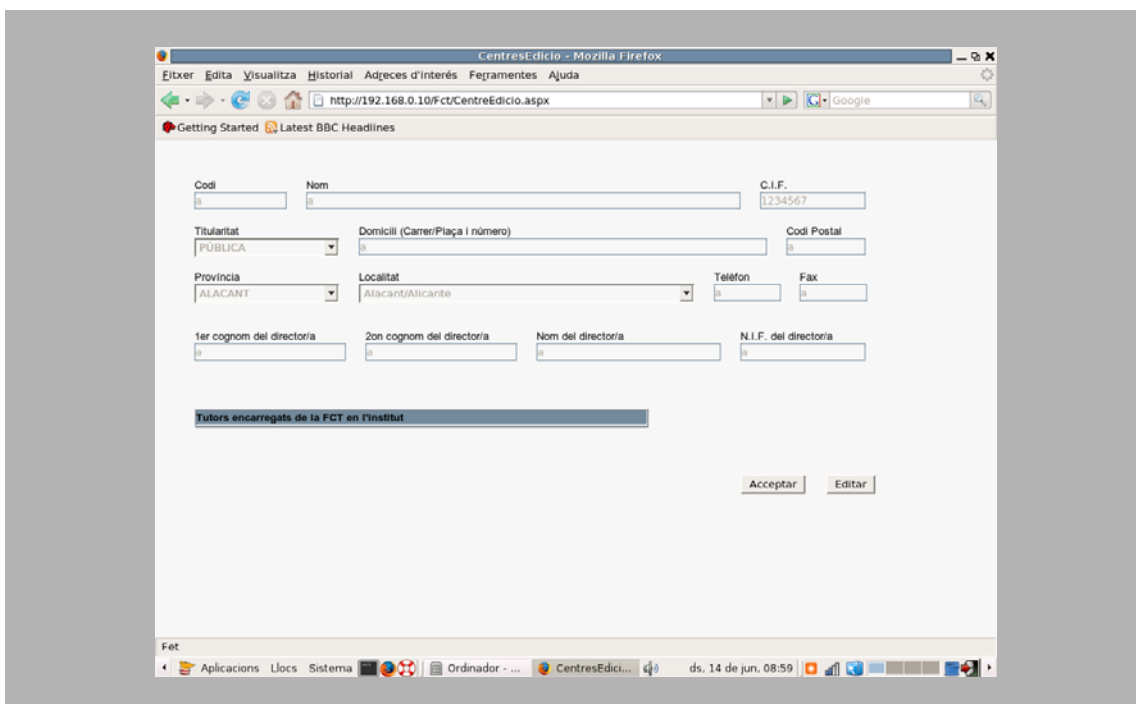 CentresEdicio - Mozilla Firefox
Fitxer Edita Visualitza Historial Adreces d'interés Ferramentes Ajuda
http://192.168.0.10/Fct/CentreEdicio.aspx Google
Getting Started Latest BBC Headlines
Codi Nom C.I.F.
a a 1234567
Titularitat Domicili (Carrer/Plaça i número) Codi Postal
PÚBLICA a a
Província Localitat Telèfon Fax
ALACANT Alacant/Alicante a a
1er cognom del director/a 2on cognom del director/a Nom del director/a N.I.F. del director/a
a a a a
Tutors encarregats de la FCT en l'Institut
Acceptar Editar
Fet
Aplicacions Llocs Sistema Ordinador - ... CentresEdici... ds. 14 de jun, 08:59